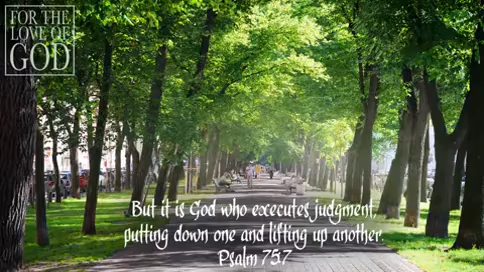 FOR THE
LOVE OF
GOD
But it is God who executes judgment,
putting down one and lifting up another.
Psalm 75:7